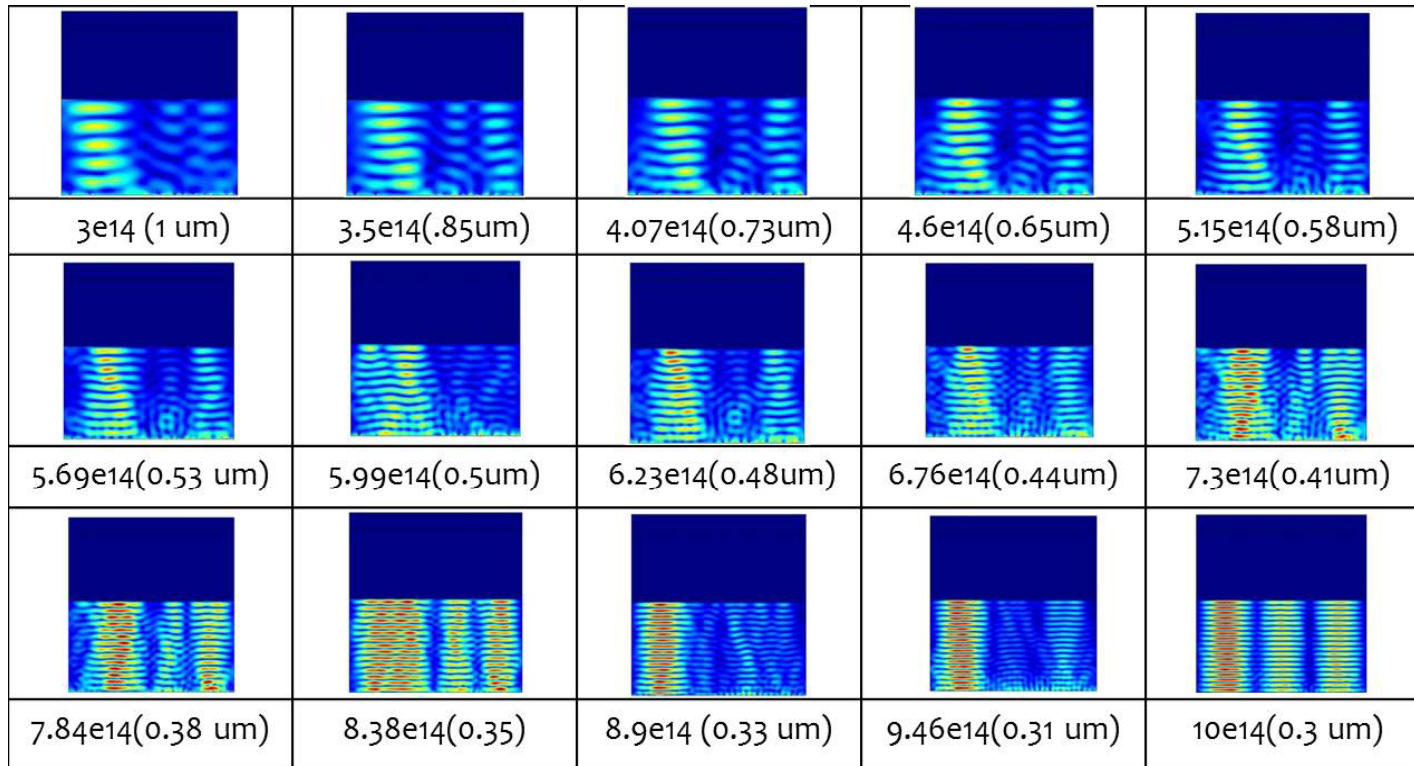 3e14 (1 um)
3.5e14(.85um)
4.07e14(0.73um)
4.6e14(0.65um)
5.15e14(0.58um)
5.69e14(0.53 um)
5.99e14(0.5um)
6.23e14(0.48um)
6.76e14(0.44um)
7.3e14(0.41um)
7.84e14(0.38 um)
8.38e14(0.35)
8.9e14 (0.33 um)
9.46e14(0.31 um)
10e14(0.3 um)